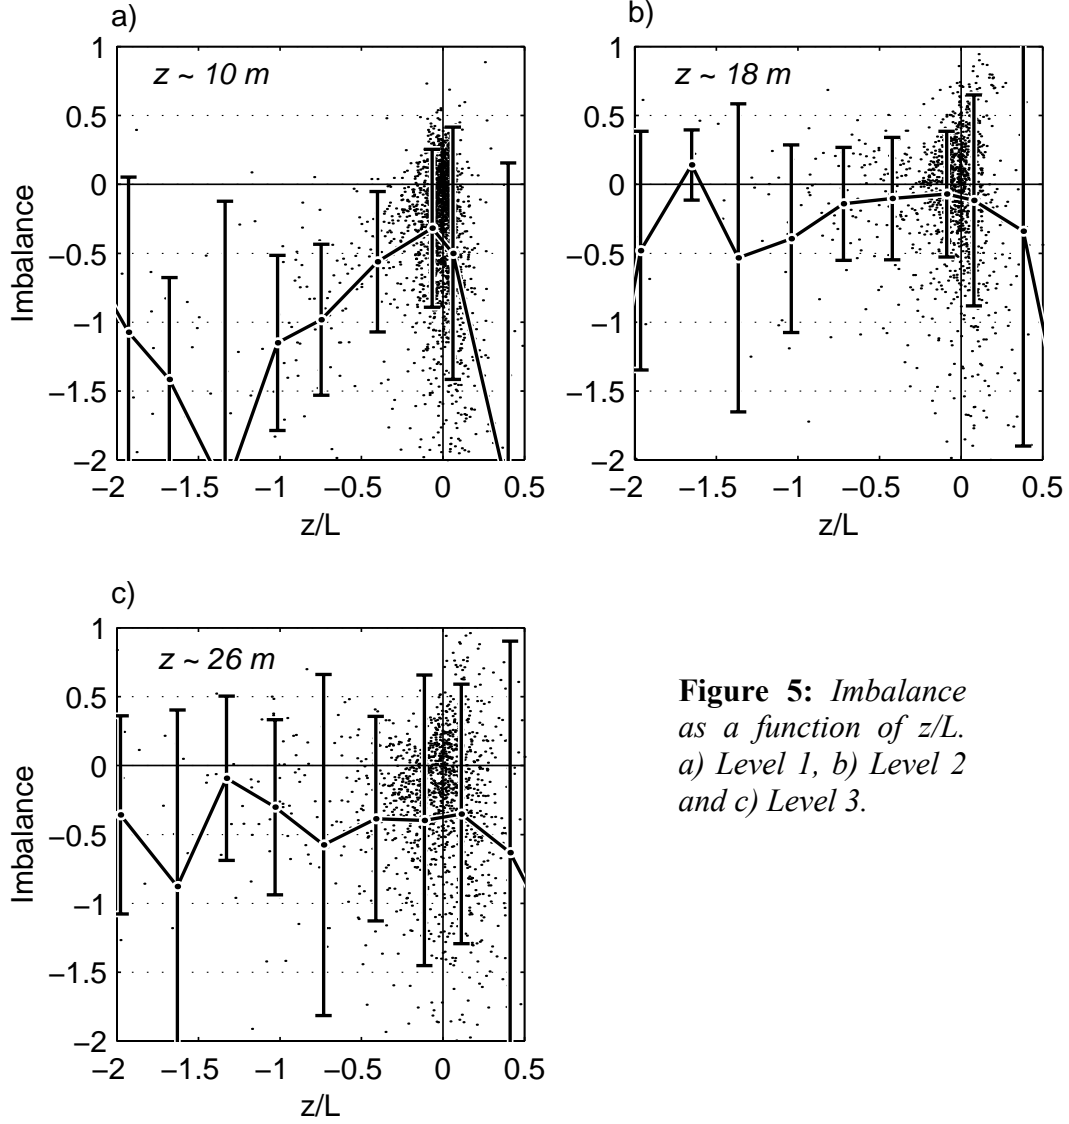 a)
z ~ 10 m
1
0.5
0
−0.5
−1
−1.5
−2
Imbalance
−2 −1.5 −1 −0.5 0 0.5
z/L
b)
z ~ 18 m
1
0.5
0
−0.5
−1
−1.5
−2
−2 −1.5 −1 −0.5 0 0.5
z/L
c)
z ~ 26 m
1
0.5
0
−0.5
−1
−1.5
−2
Imbalance
−2 −1.5 −1 −0.5 0 0.5
z/L
Figure 5: Imbalance
as a function of z/L.
a) Level 1, b) Level 2
and c) Level 3.